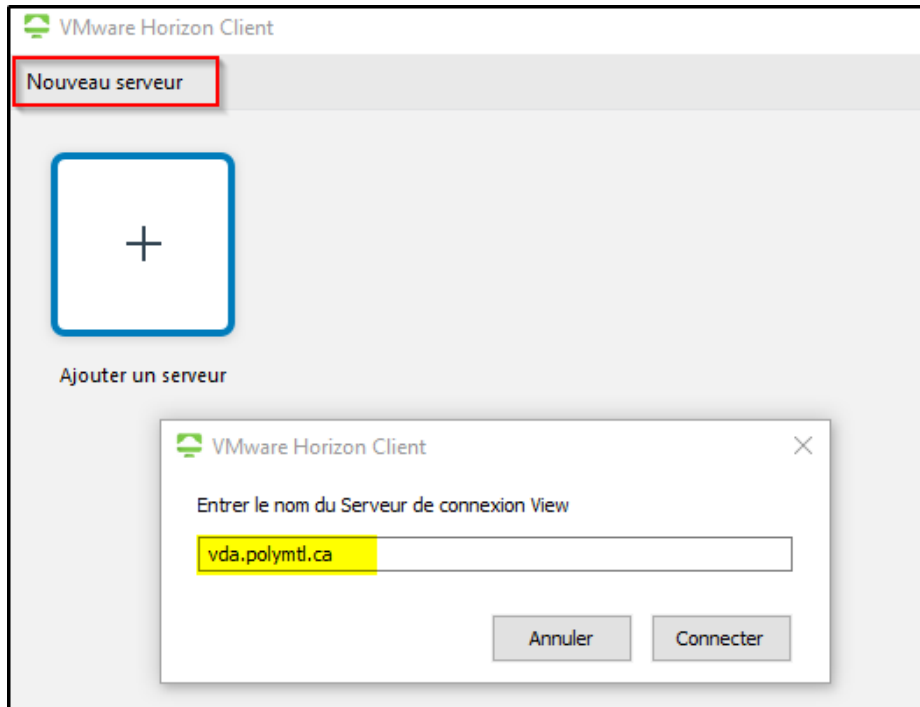 VMware Horizon Client
Nouveau serveur
Ajouter un serveur
VMware Horizon Client
Entrer le nom du Serveur de connexion View
vda.polymtl.ca
Annuler
Connecter